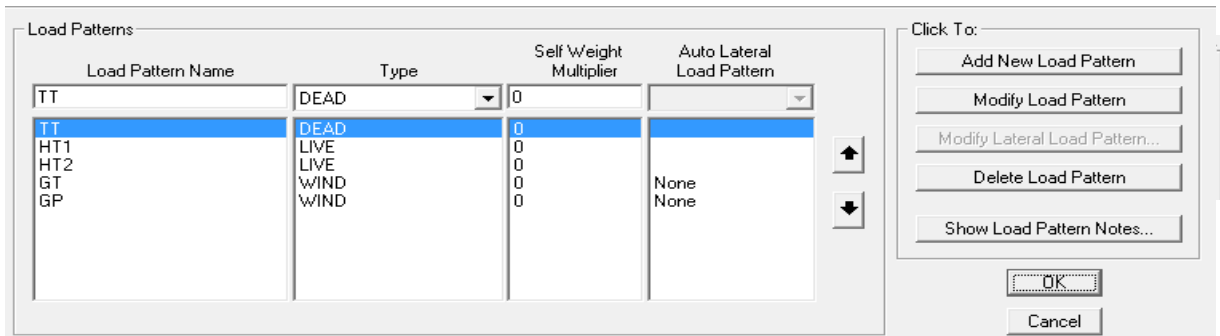 Load Patterns
Load Pattern Name Type Self Weight Multiplier Auto Lateral Load Pattern
TT DEAD 0
TT DEAD 0
HT1 LIVE 0
HT2 LIVE 0
GT WIND 0 None
GP WIND 0 None
Click To:
Add New Load Pattern
Modify Load Pattern
Modify Lateral Load Pattern...
Delete Load Pattern
Show Load Pattern Notes...
OK
Cancel